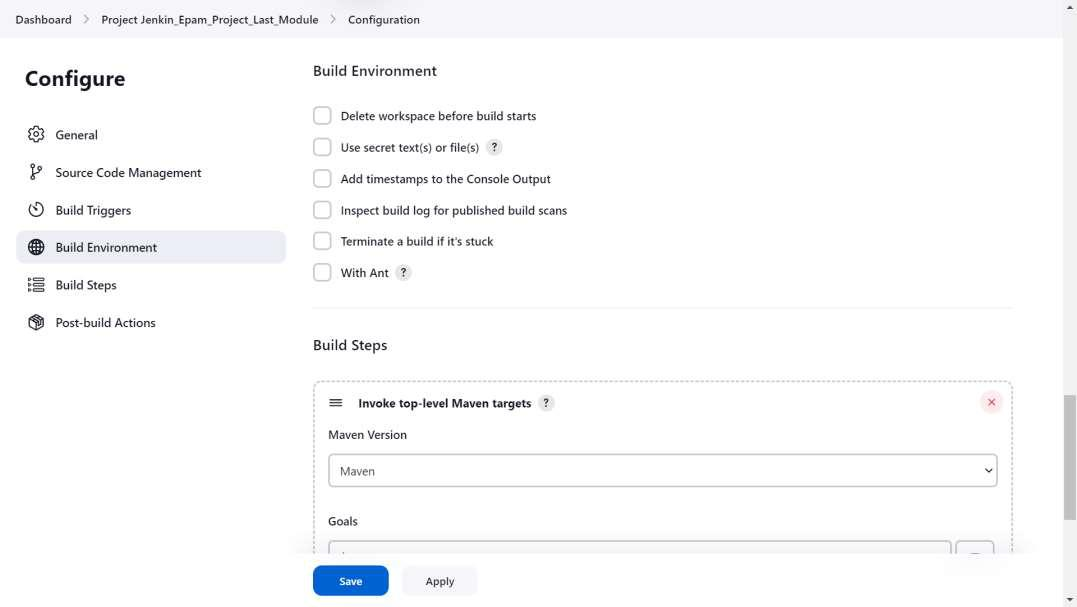 Dashboard > Project Jenkin_Epam_Project_Last_Module > Configuration
Configure
General
Source Code Management
Build Triggers
Build Environment
Build Steps
Post-build Actions
Build Environment
Delete workspace before build starts
Use secret text(s) or file(s) ?
Add timestamps to the Console Output
Inspect build log for published build scans
Terminate a build if it's stuck
With Ant ?
Build Steps
Invoke top-level Maven targets ?
Maven Version
Maven
Goals
Save
Apply